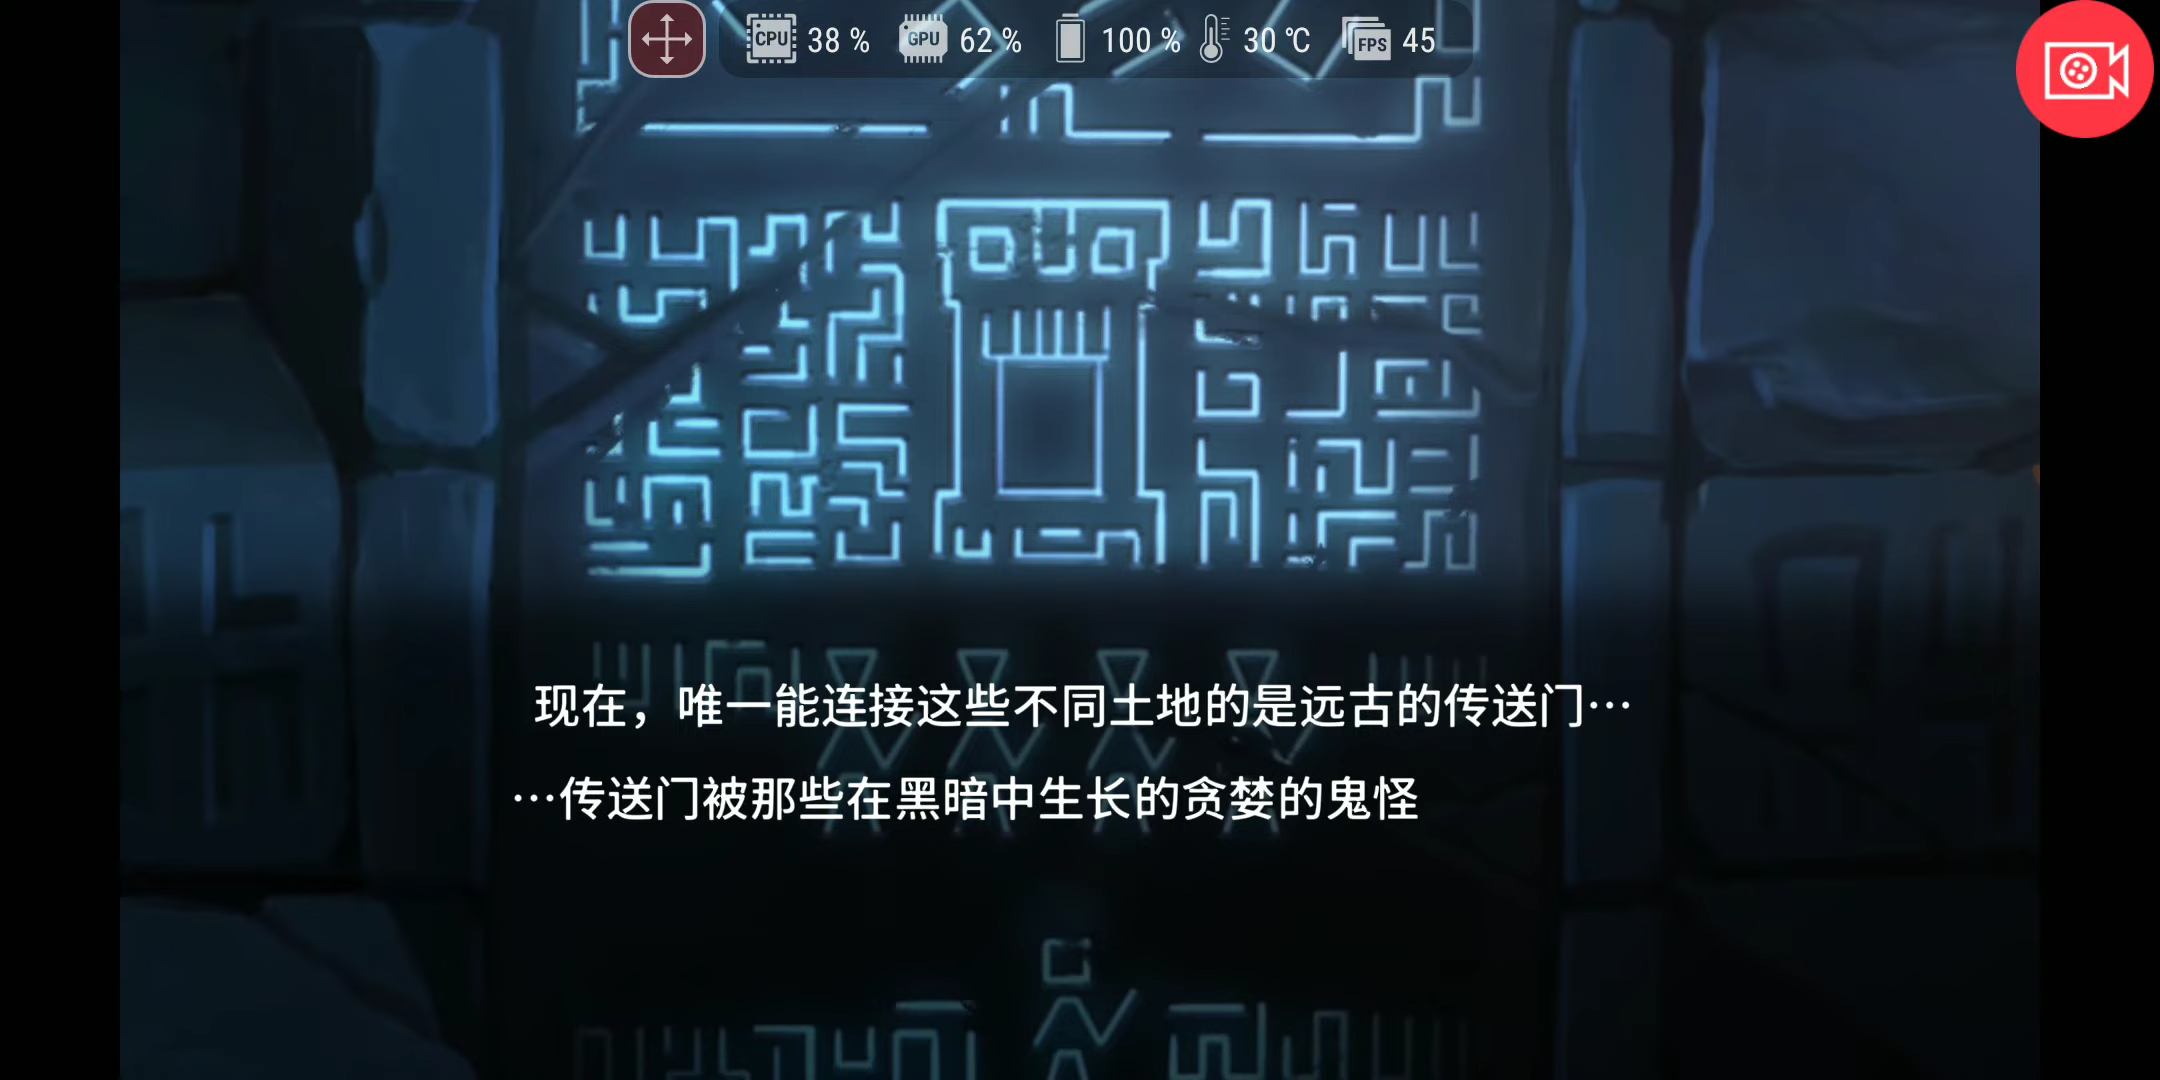 CPU 38 % GPU 62 % 100 % 30 ℃ FPS 45
现在，唯一能连接这些不同土地的是远古的传送门…
…传送门被那些在黑暗中生长的贪婪的鬼怪